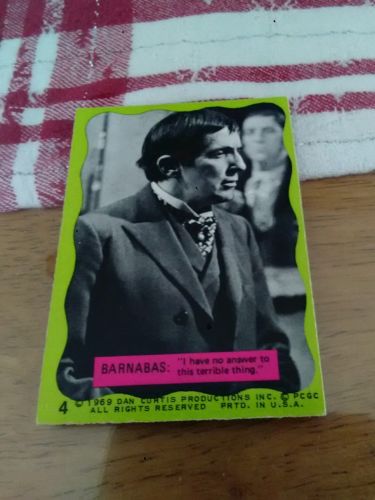 BARNABAS: "I have no answer to
this terrible thing."
4 © 1969 DAN CURTIS PRODUCTIONS INC. © PCGC
ALL RIGHTS RESERVED PRTD. IN U.S.A.